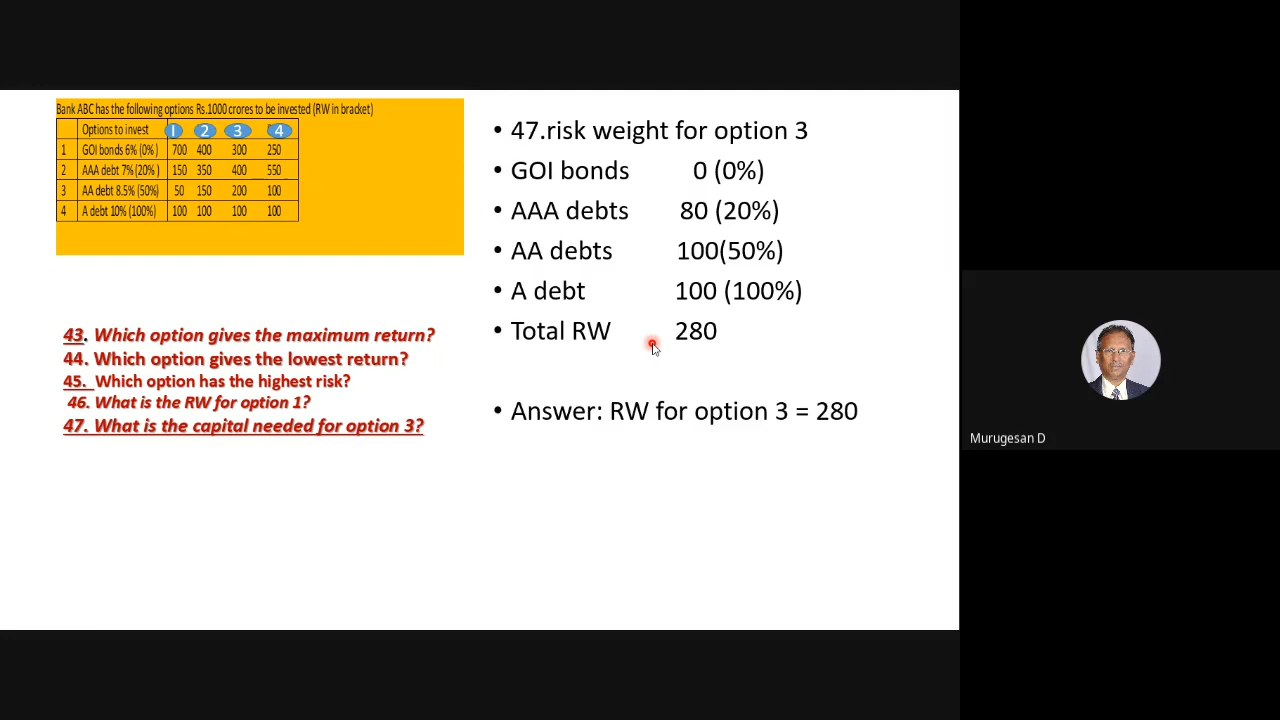 Bank ABC has the following options Rs.1000 crores to be invested (RW in bracket)
Options to invest 1 2 3 4
1 GOI bonds 6% (0% ) 700 400 300 250
2 AAA debt 7% (20% ) 150 350 400 550
3 AA debt 8.5% (50%) 50 150 200 100
4 A debt 10% (100%) 100 100 100 100
43. Which option gives the maximum return?
44. Which option gives the lowest return?
45. Which option has the highest risk?
46. What is the RW for option 1?
47. What is the capital needed for option 3?
• 47.risk weight for option 3
• GOI bonds 0 (0%)
• AAA debts 80 (20%)
• AA debts 100(50%)
• A debt 100 (100%)
• Total RW 280
• Answer: RW for option 3 = 280
Murugesan D